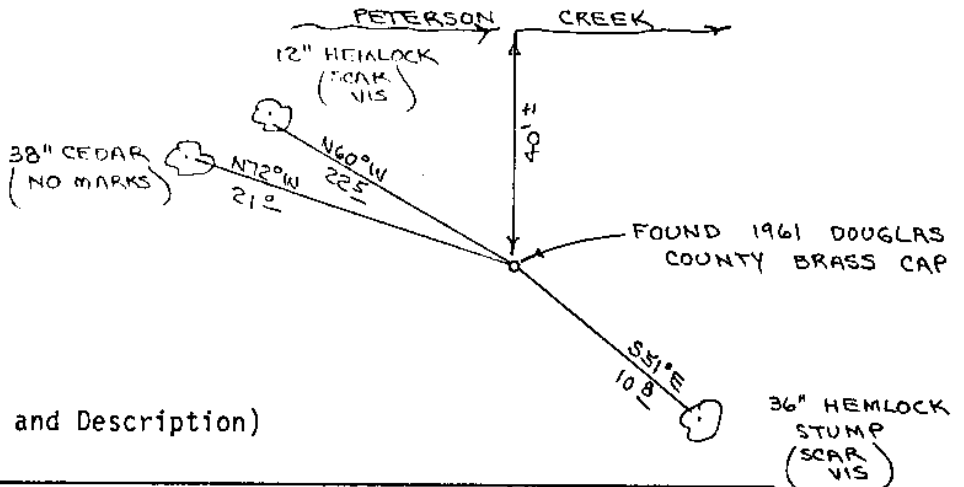 PETERSON CREEK
12" HEMLOCK
(SCAR
VIS)
40'±
38" CEDAR
(NO MARKS)
N60°W
22 5
N72°W
21 0
FOUND 1961 DOUGLAS
COUNTY BRASS CAP
S51°E
10 8
36" HEMLOCK
STUMP
(SCAR
VIS)
and Description)